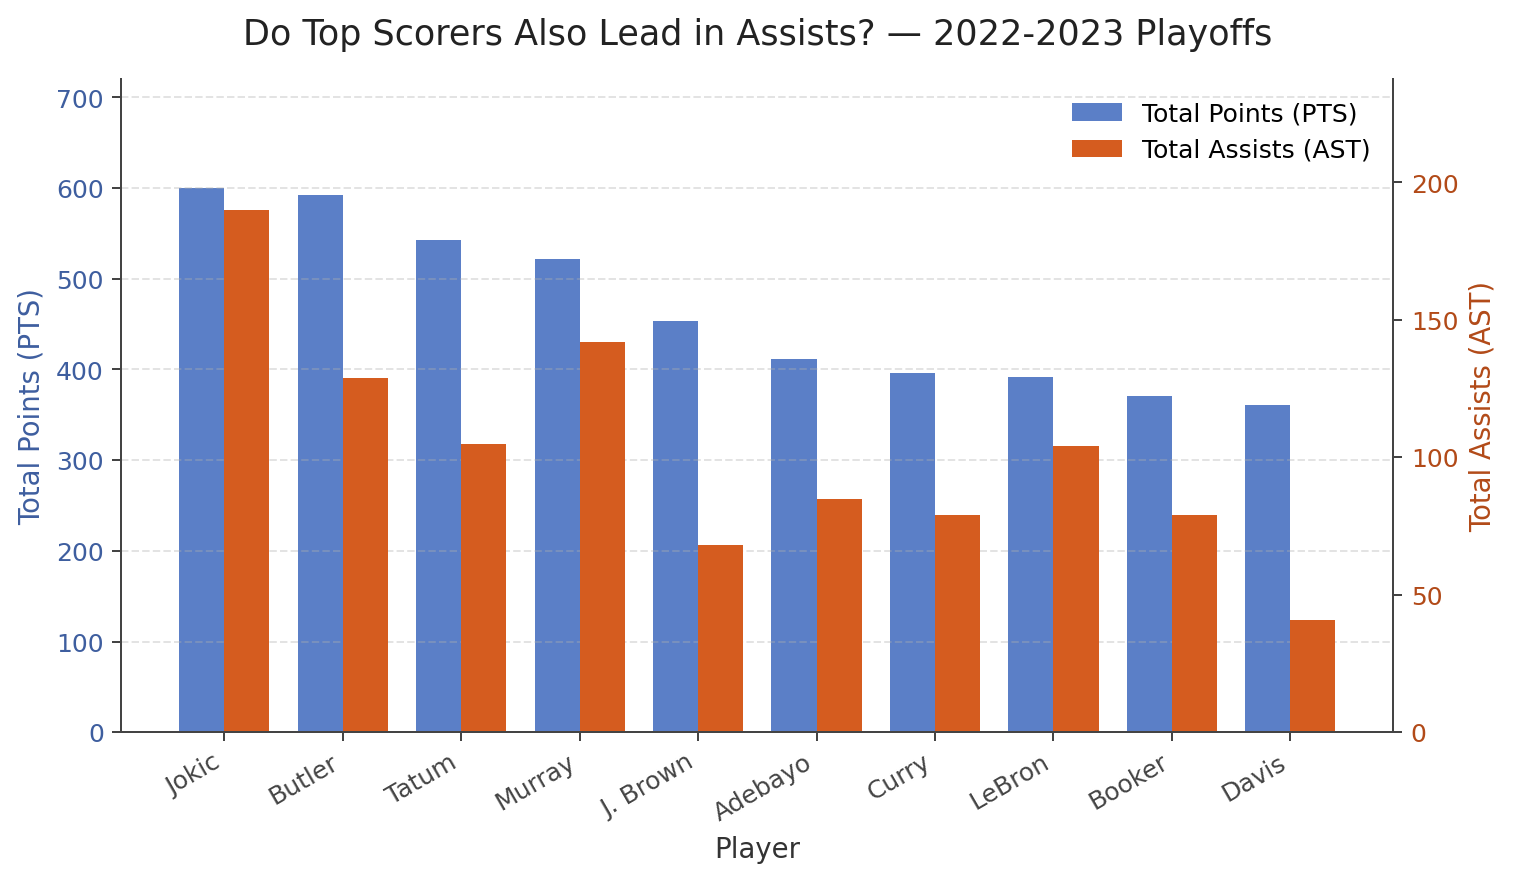 Do Top Scorers Also Lead in Assists? — 2022-2023 Playoffs
Total Points (PTS)
Total Assists (AST)
700
600
500
400
300
200
100
0
Total Points (PTS)
200
150
100
50
0
Total Assists (AST)
Jokic
Butler
Tatum
Murray
J. Brown
Adebayo
Curry
LeBron
Booker
Davis
Player